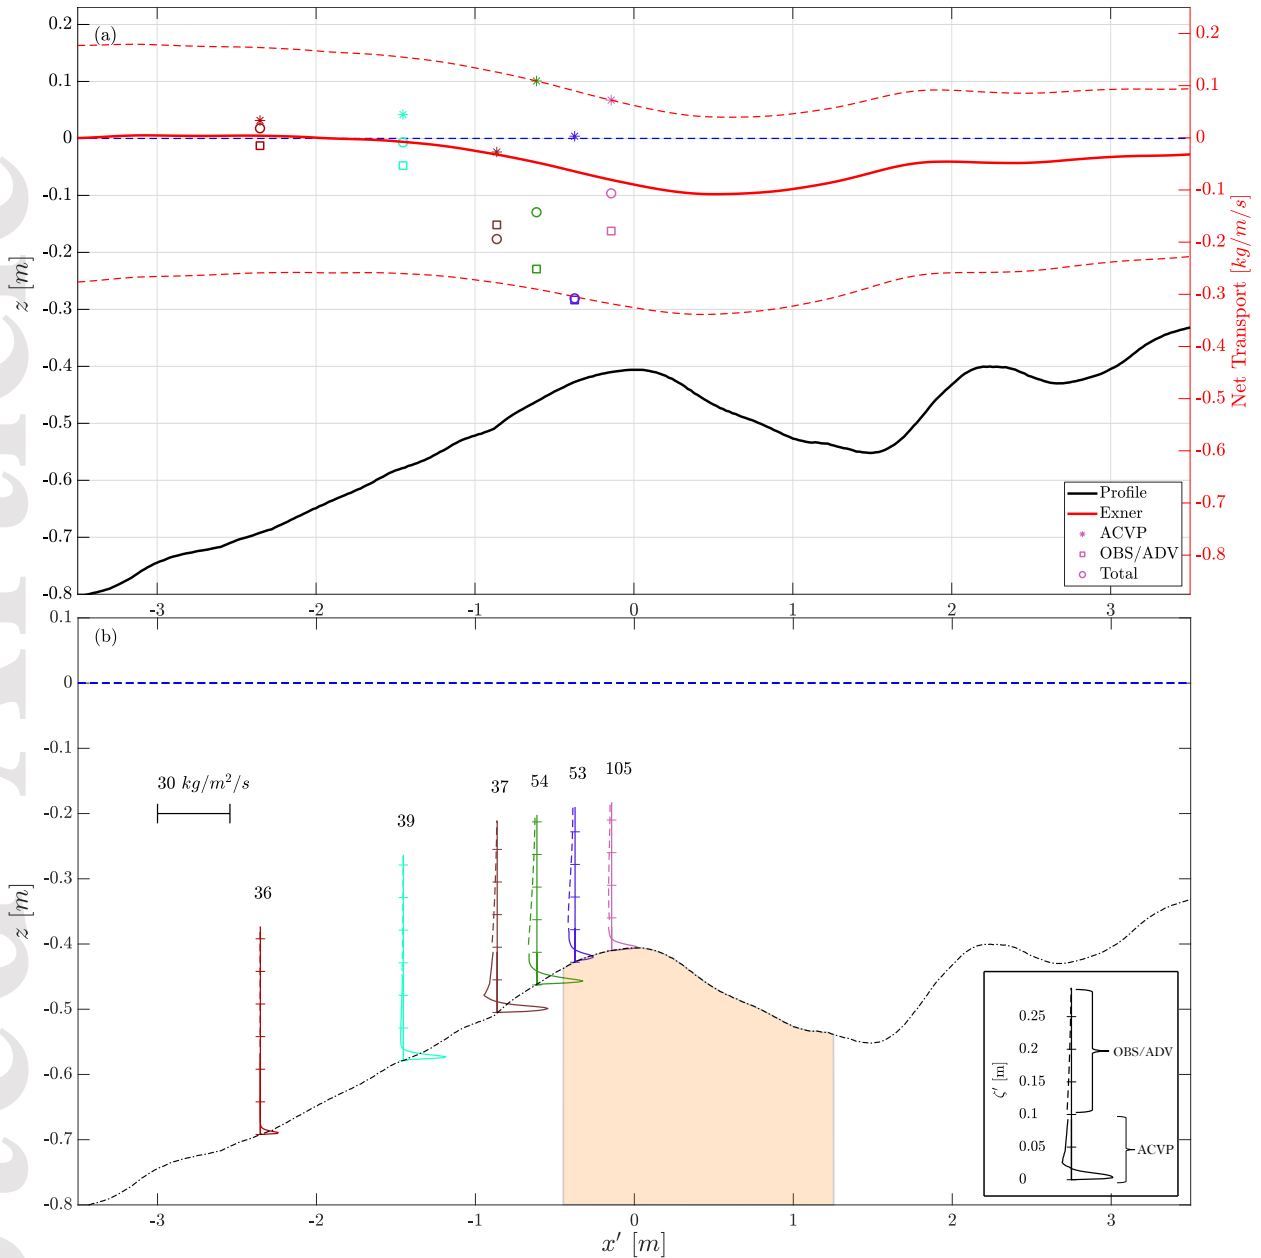 (a)
0.2
0.1
0
-0.1
-0.2
-0.3
-0.4
-0.5
-0.6
-0.7
-0.8
z [m]
0.2
0.1
0
-0.1
-0.2
-0.3
-0.4
-0.5
-0.6
-0.7
-0.8
Net Transport [kg/m/s]
Profile
Exner
ACVP
OBS/ADV
Total
-3 -2 -1 0 1 2 3
(b)
0.1
0
-0.1
-0.2
-0.3
-0.4
-0.5
-0.6
-0.7
-0.8
z [m]
30 kg/m²/s
36
39
37
54
53
105
ζ′ [m]
0.25
0.2
0.15
0.1
0.05
0
OBS/ADV
ACVP
-3 -2 -1 0 1 2 3
x′ [m]